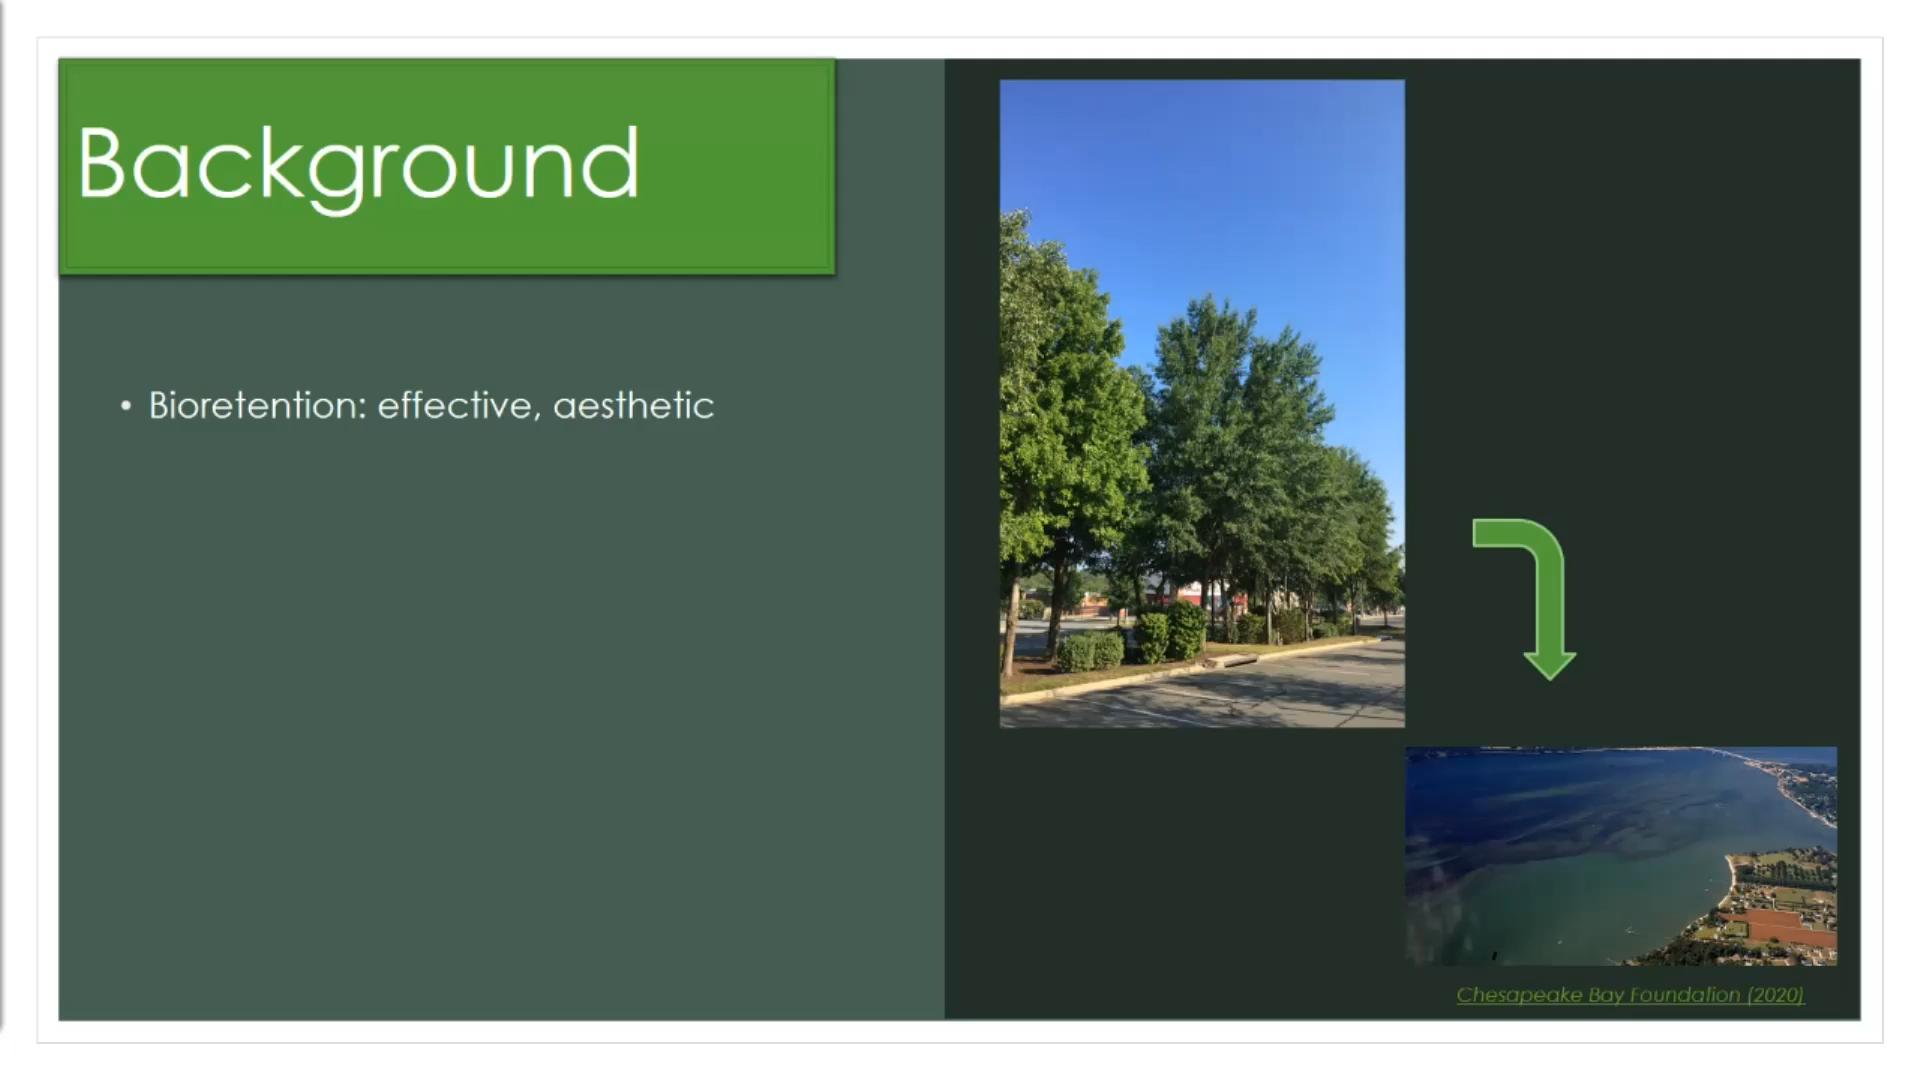 Background
• Bioretention: effective, aesthetic
Chesapeake Bay Foundation (2020)